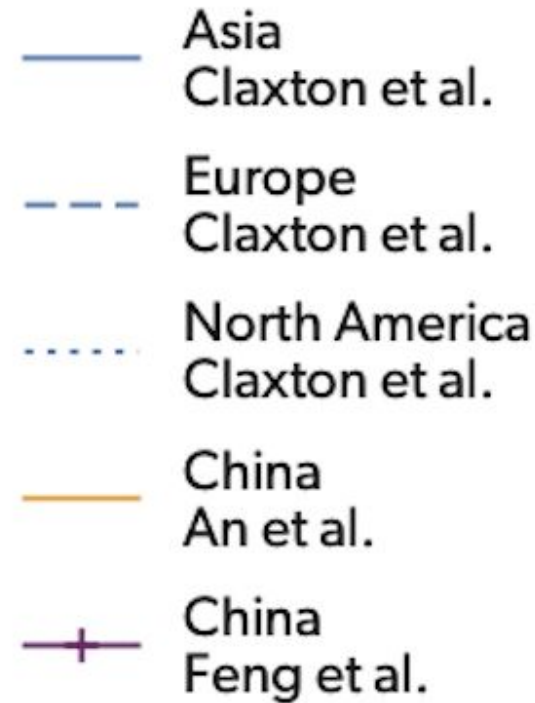 Asia
Claxton et al.
Europe
Claxton et al.
North America
Claxton et al.
China
An et al.
China
Feng et al.